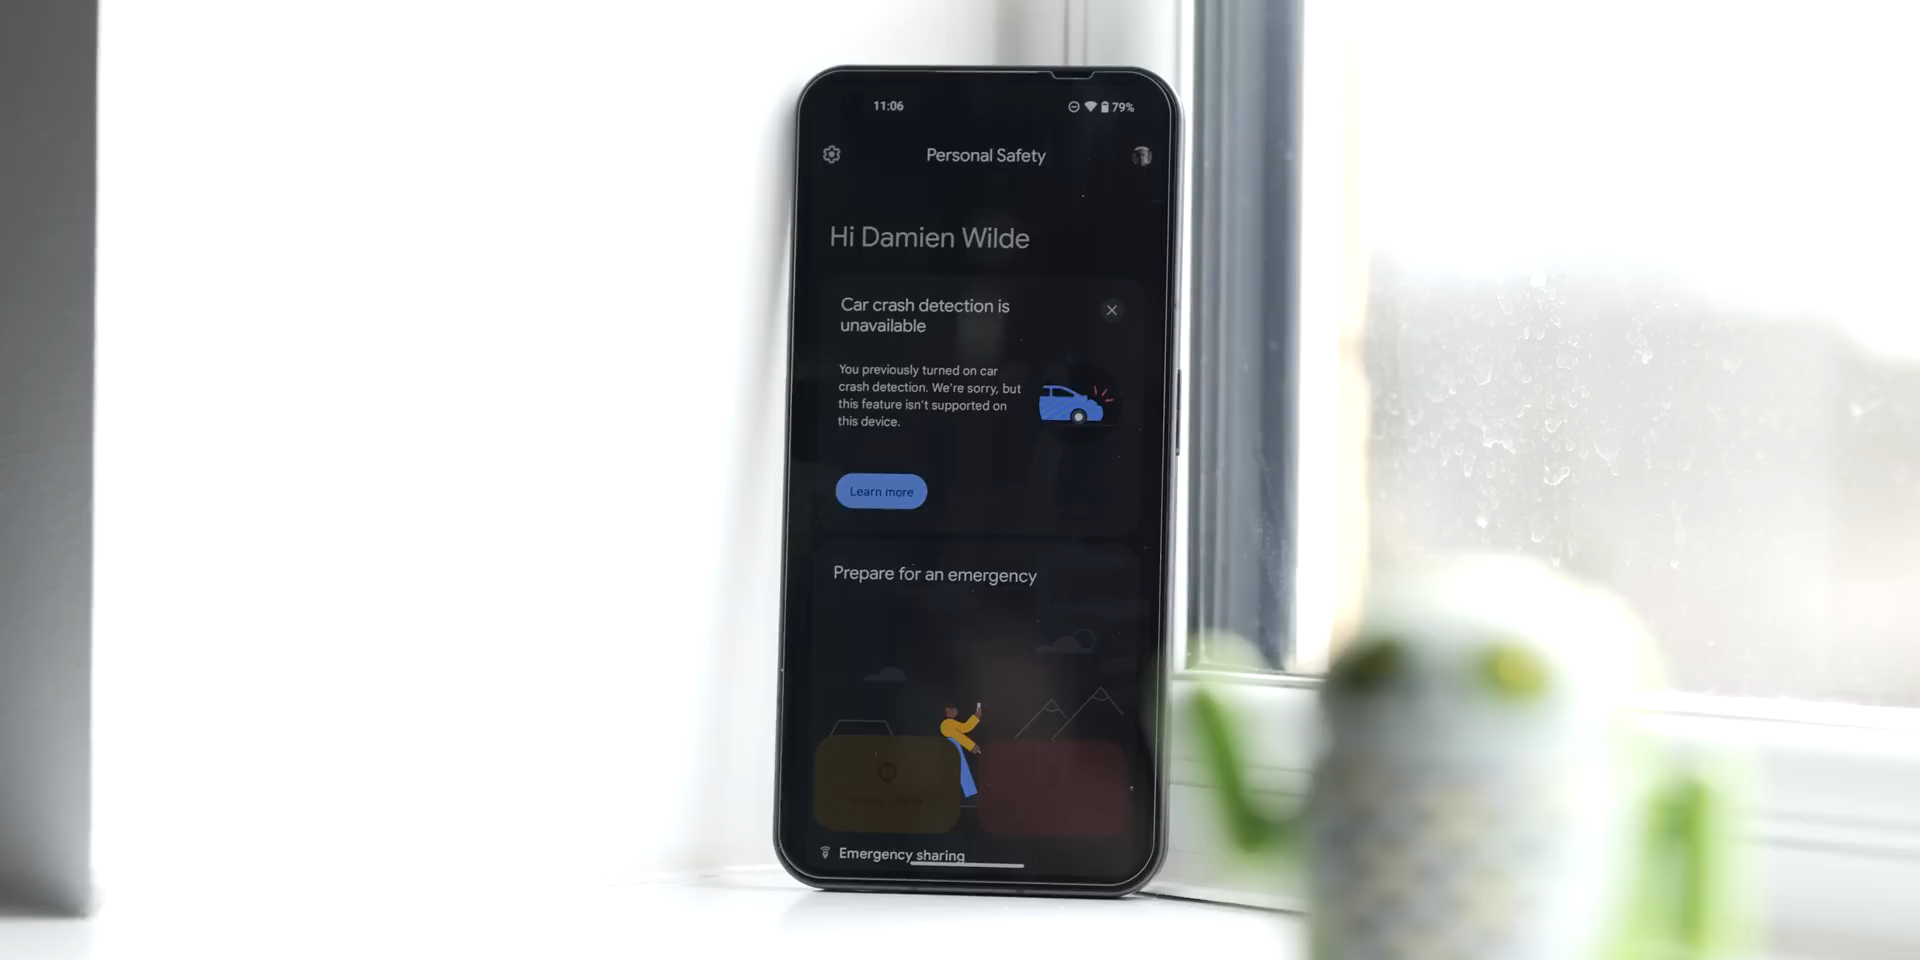 11:06
79%
Personal Safety
Hi Damien Wilde
Car crash detection is
unavailable
You previously turned on car
crash detection. We're sorry, but
this feature isn't supported on
this device.
Learn more
Prepare for an emergency
Emergency sharing